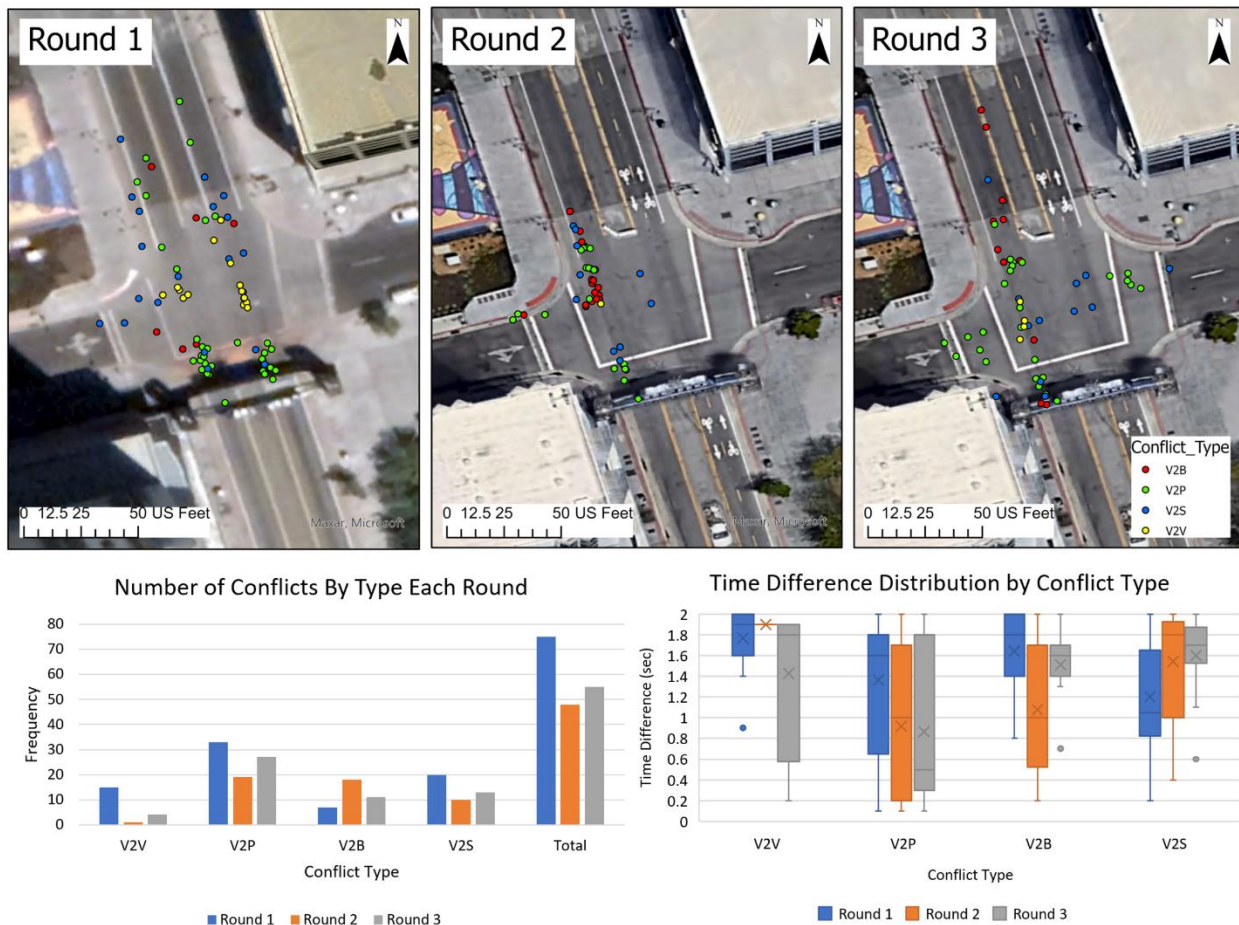 Round 1
N
Round 2
N
Round 3
N
0 12.5 25 50 US Feet
Maxar, Microsoft
0 12.5 25 50 US Feet
Maxar, Microsoft
0 12.5 25 50 US Feet
Conflict_Type
V2B
V2P
V2S
V2V
Number of Conflicts By Type Each Round
80
70
60
50
40
30
20
10
0
Frequency
V2V V2P V2B V2S Total
Conflict Type
Round 1 Round 2 Round 3
Time Difference Distribution by Conflict Type
2
1.8
1.6
1.4
1.2
1
0.8
0.6
0.4
0.2
0
Time Difference (sec)
V2V V2P V2B V2S
Conflict Type
Round 1 Round 2 Round 3